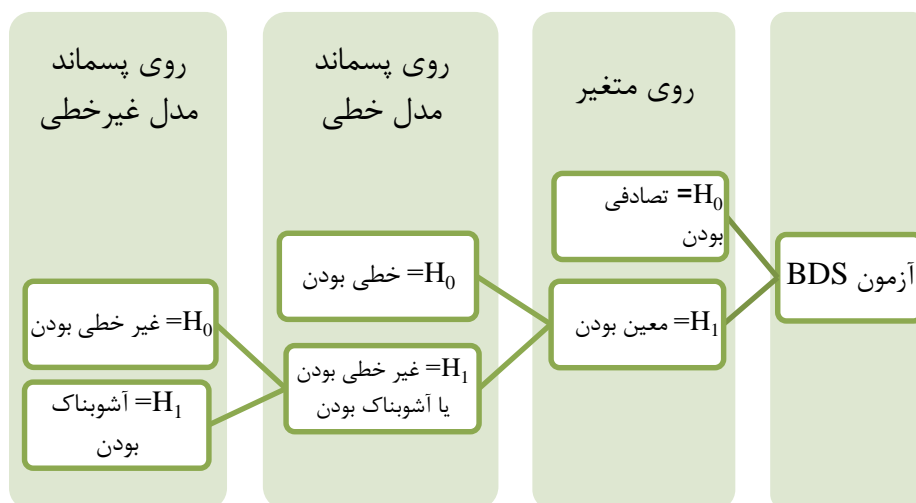 آزمون BDS
روی متغیر
H0= تصادفی
بودن
H1= معین بودن
روی پسماند
مدل خطی
H0= خطی بودن
H1= غیر خطی بودن
یا آشوبناک بودن
روی پسماند
مدل غیرخطی
H0= غیر خطی بودن
H1= آشوبناک
بودن